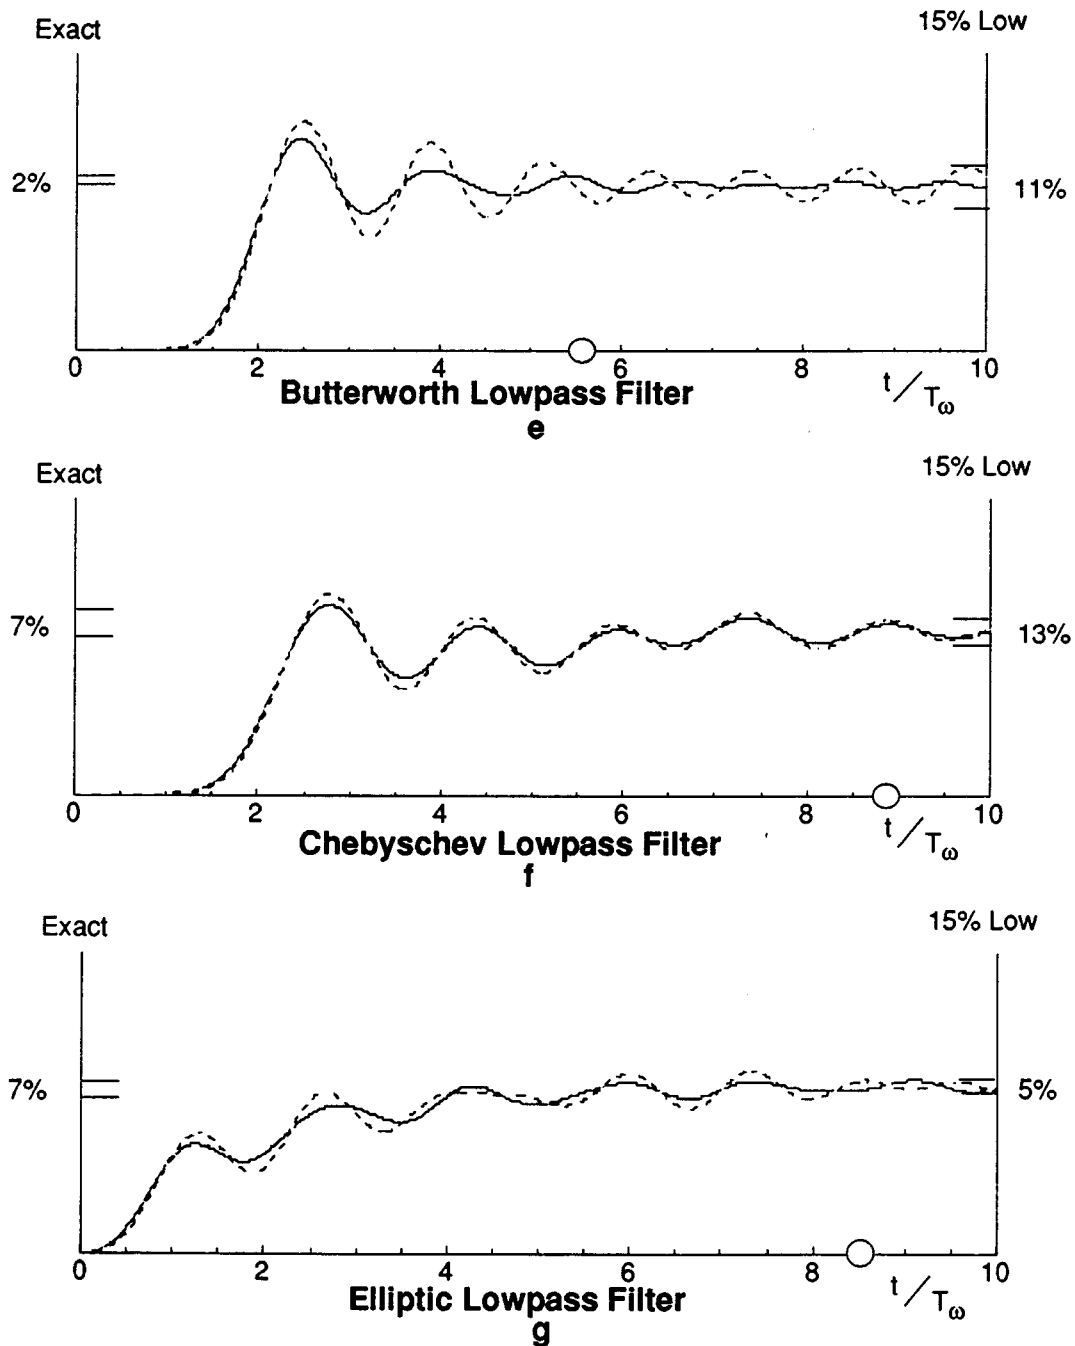 Exact 15% Low
2% 11%
0 2 4 6 8 10
t/Tω
Butterworth Lowpass Filter
e
Exact 15% Low
7% 13%
0 2 4 6 8 10
t/Tω
Chebyschev Lowpass Filter
f
Exact 15% Low
7% 5%
0 2 4 6 8 10
t/Tω
Elliptic Lowpass Filter
g